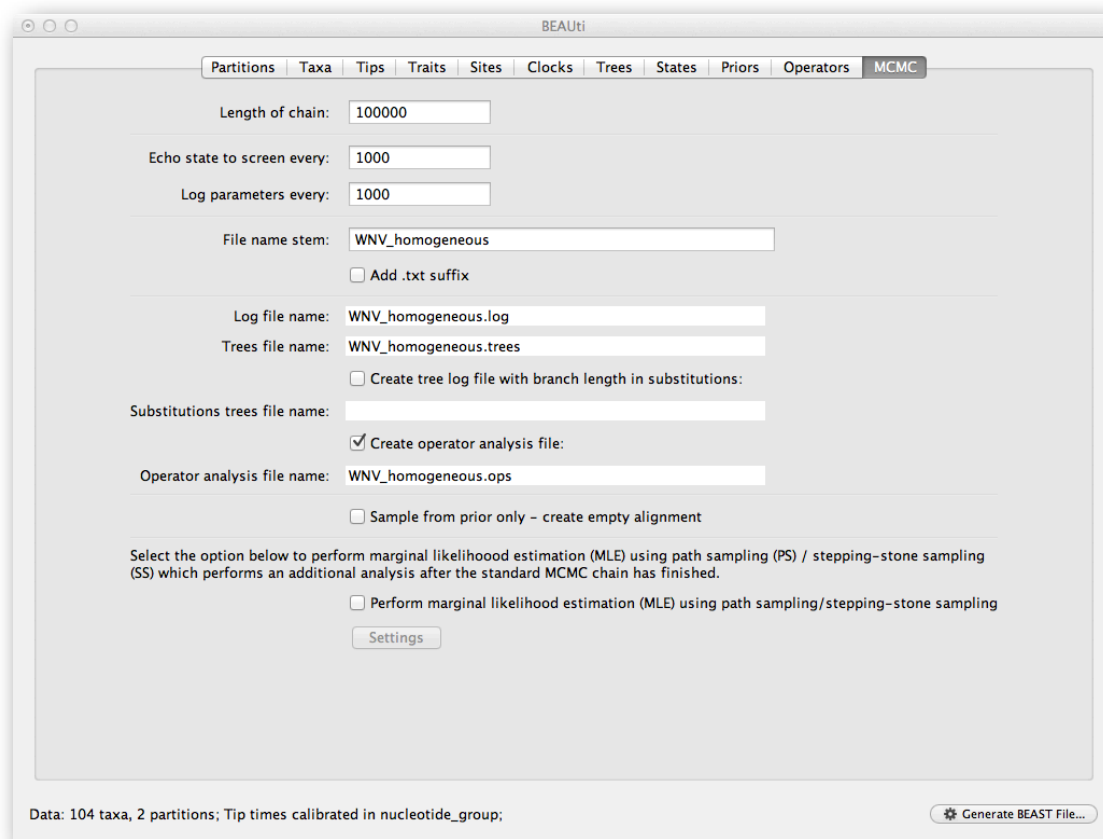 BEAUti
Partitions Taxa Tips Traits Sites Clocks Trees States Priors Operators MCMC
Length of chain: 100000
Echo state to screen every: 1000
Log parameters every: 1000
File name stem: WNV_homogeneous
Add .txt suffix
Log file name: WNV_homogeneous.log
Trees file name: WNV_homogeneous.trees
Create tree log file with branch length in substitutions:
Substitutions trees file name:
Create operator analysis file:
Operator analysis file name: WNV_homogeneous.ops
Sample from prior only – create empty alignment
Select the option below to perform marginal likelihoood estimation (MLE) using path sampling (PS) / stepping-stone sampling
(SS) which performs an additional analysis after the standard MCMC chain has finished.
Perform marginal likelihood estimation (MLE) using path sampling/stepping-stone sampling
Settings
Data: 104 taxa, 2 partitions; Tip times calibrated in nucleotide_group;
Generate BEAST File...